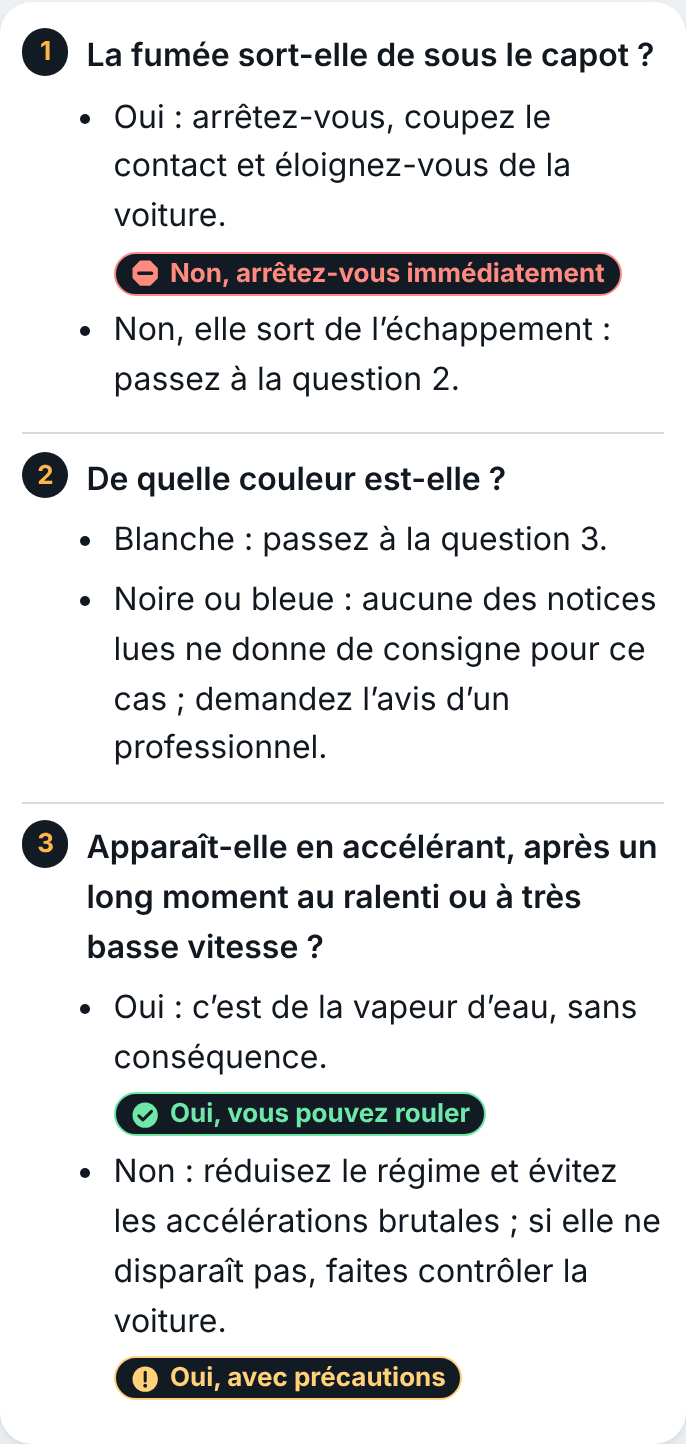 1 La fumée sort-elle de sous le capot ?
• Oui : arrêtez-vous, coupez le
contact et éloignez-vous de la
voiture.
Non, arrêtez-vous immédiatement
• Non, elle sort de l’échappement :
passez à la question 2.
2 De quelle couleur est-elle ?
• Blanche : passez à la question 3.
• Noire ou bleue : aucune des notices
lues ne donne de consigne pour ce
cas ; demandez l’avis d’un
professionnel.
3 Apparaît-elle en accélérant, après un
long moment au ralenti ou à très
basse vitesse ?
• Oui : c’est de la vapeur d’eau, sans
conséquence.
Oui, vous pouvez rouler
• Non : réduisez le régime et évitez
les accélérations brutales ; si elle ne
disparaît pas, faites contrôler la
voiture.
Oui, avec précautions